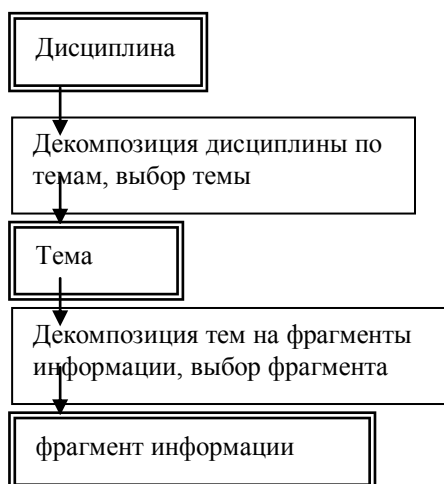 Дисциплина
Декомпозиция дисциплины по
темам, выбор темы
Тема
Декомпозиция тем на фрагменты
информации, выбор фрагмента
фрагмент информации